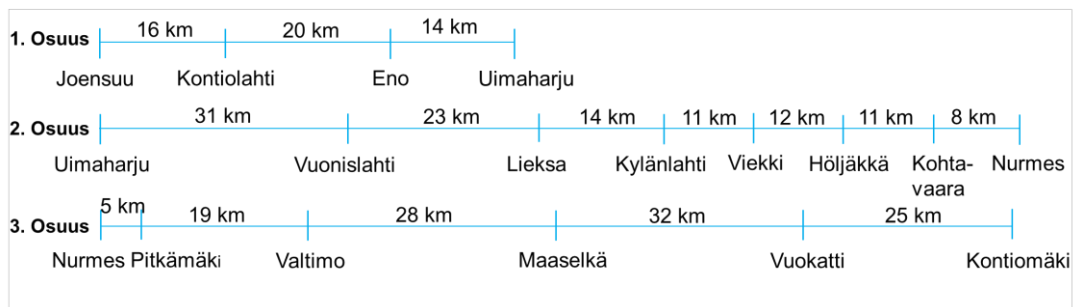 16 km 20 km 14 km
1. Osuus
Joensuu Kontiolahti Eno Uimaharju
31 km 23 km 14 km 11 km 12 km 11 km 8 km
2. Osuus
Uimaharju Vuonislahti Lieksa Kylänlahti Viekki Höljäkkä Kohta- Nurmes
vaara
5 km 19 km 28 km 32 km 25 km
3. Osuus
Nurmes Pitkämäki Valtimo Maaselkä Vuokatti Kontiomäki